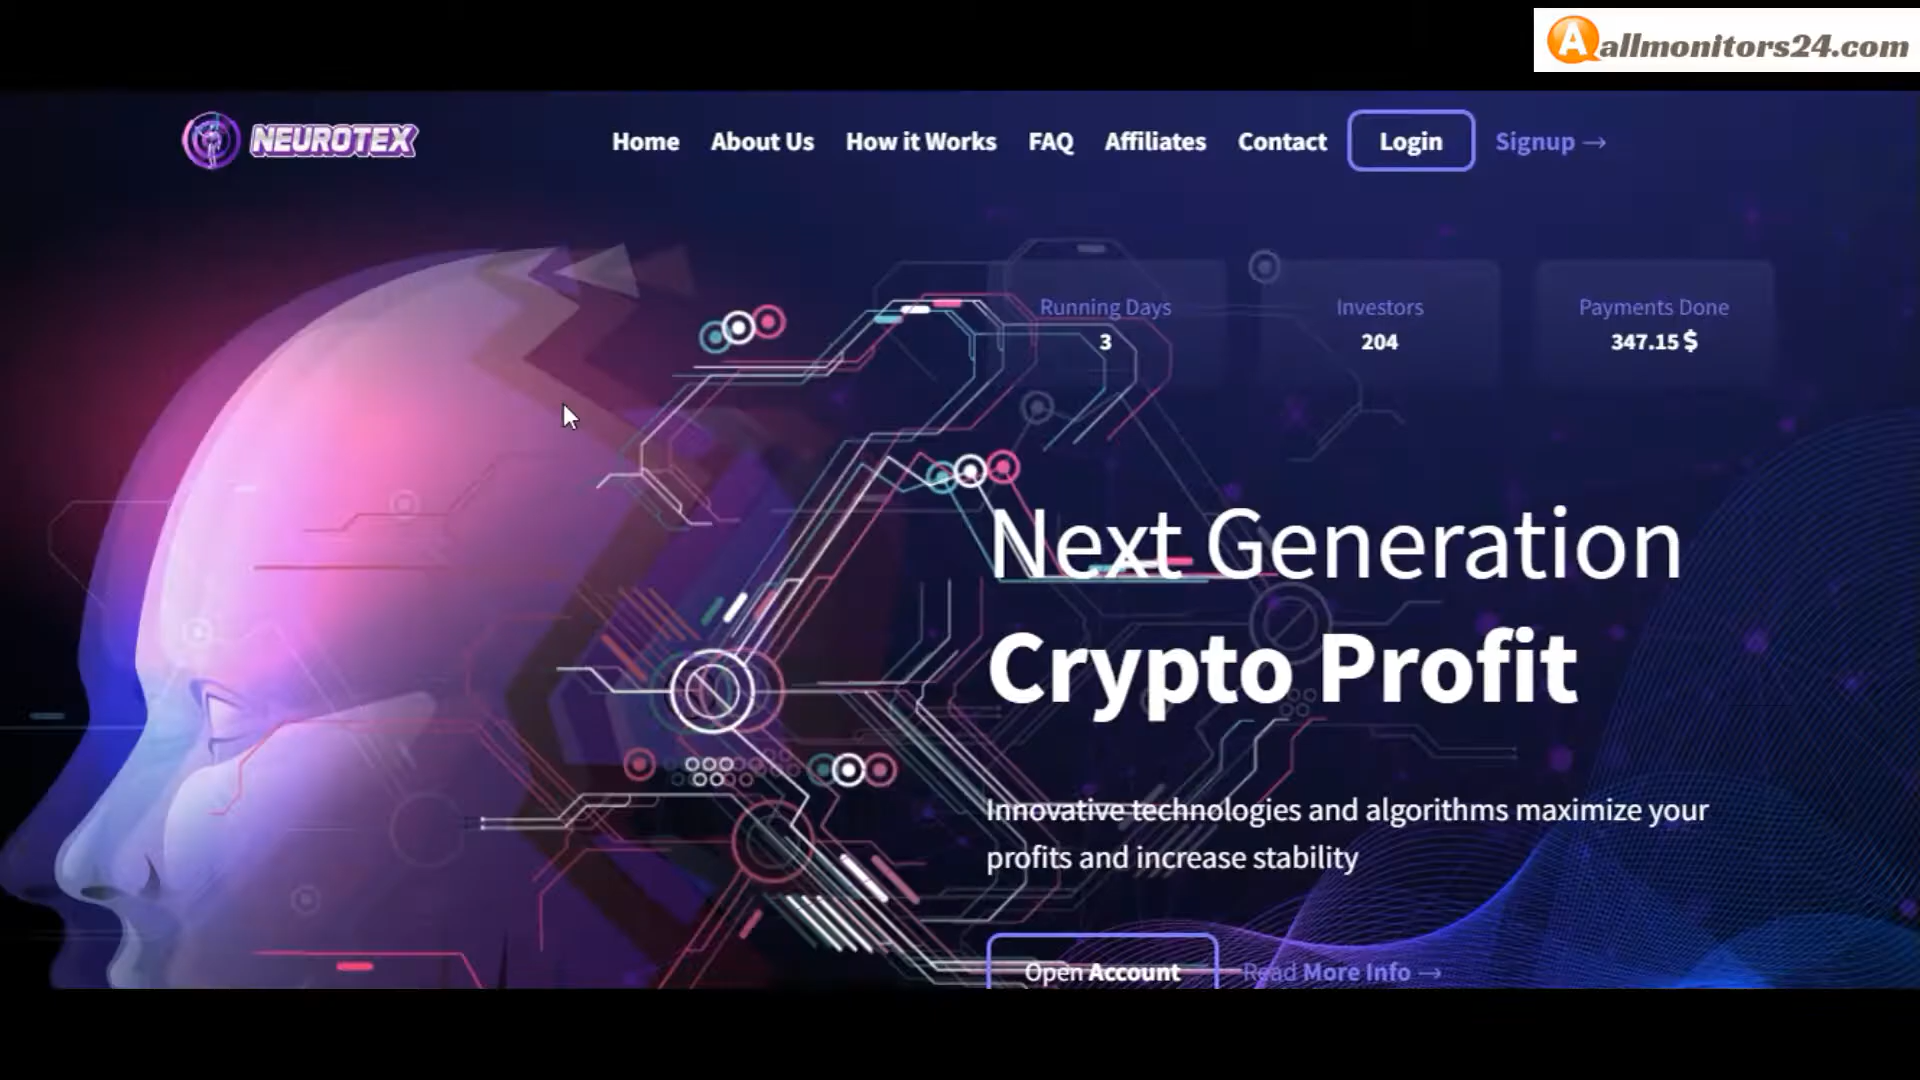 allmonitors24.com
NEUROTEX
Home About Us How it Works FAQ Affiliates Contact Login Signup →
Running Days Investors Payments Done
3 204 347.15 $
Next Generation
Crypto Profit
Innovative technologies and algorithms maximize your
profits and increase stability
Open Account Read More Info →